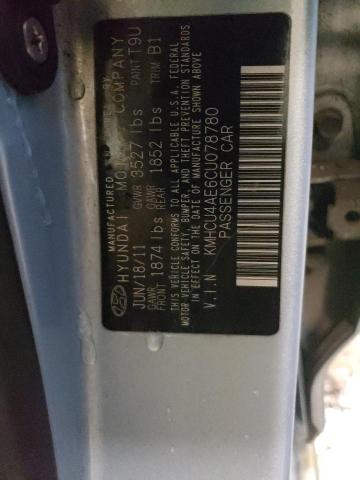 MANUFACTURED BY
HYUNDAI MOTOR COMPANY
JUN/18/11 GVWR 3527 lbs PAINT T9U
GAWR FRONT 1874 lbs GAWR REAR 1852 lbs TRIM B1
THIS VEHICLE CONFORMS TO ALL APPLICABLE U.S.A. FEDERAL
MOTOR VEHICLE SAFETY, BUMPER, AND THEFT PREVENTION STANDARDS
IN EFFECT ON THE DATE OF MANUFACTURE SHOWN ABOVE
V.I.N KMHCU4AE6CU078780
PASSENGER CAR